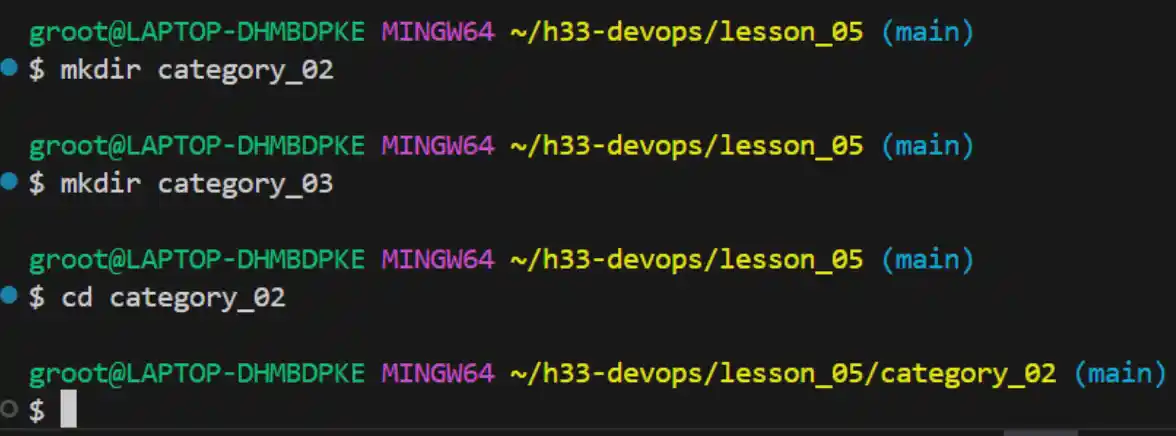 groot@LAPTOP-DHMBDPKE MINGW64 ~/h33-devops/lesson_05 (main)
$ mkdir category_02
groot@LAPTOP-DHMBDPKE MINGW64 ~/h33-devops/lesson_05 (main)
$ mkdir category_03
groot@LAPTOP-DHMBDPKE MINGW64 ~/h33-devops/lesson_05 (main)
$ cd category_02
groot@LAPTOP-DHMBDPKE MINGW64 ~/h33-devops/lesson_05/category_02 (main)
$